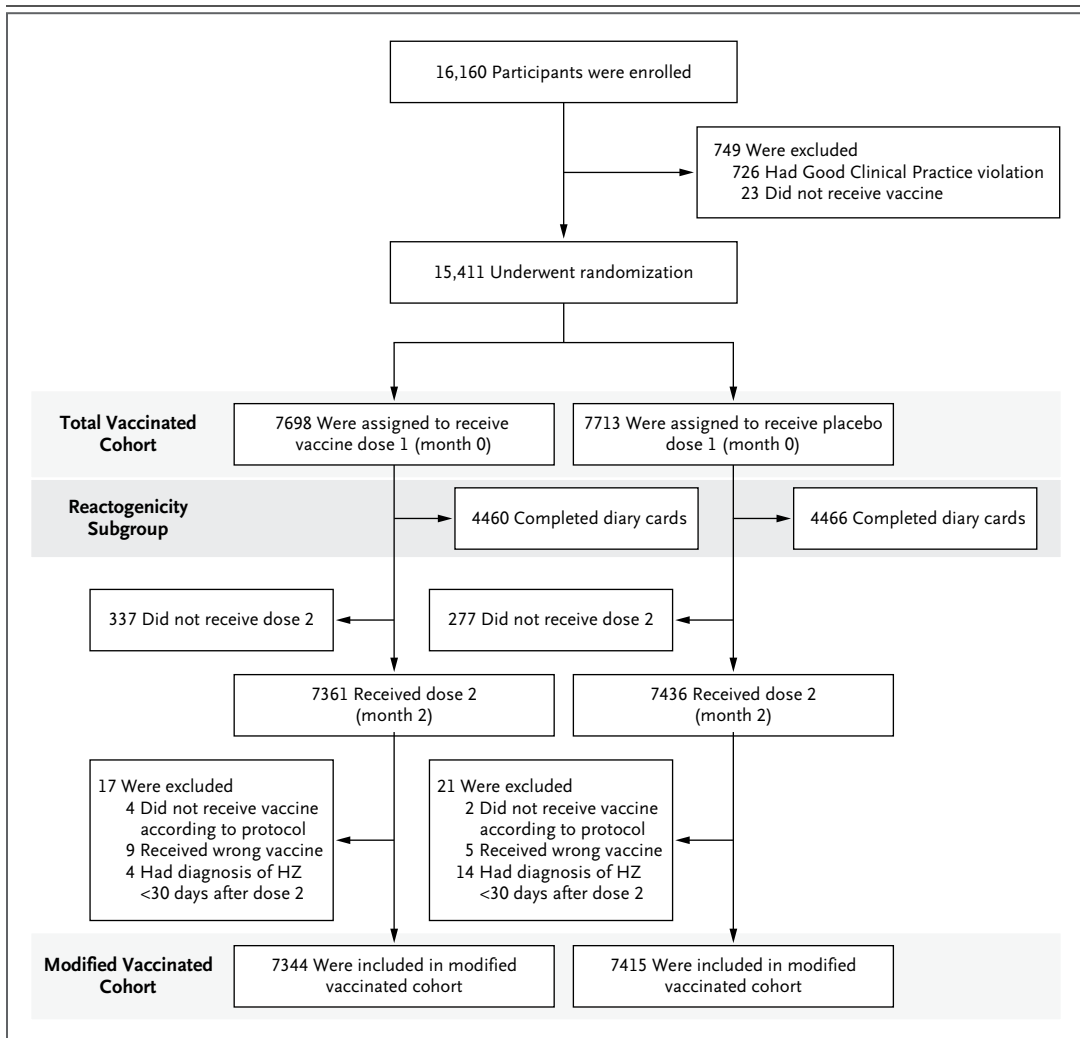 16,160 Participants were enrolled
749 Were excluded
726 Had Good Clinical Practice violation
23 Did not receive vaccine
15,411 Underwent randomization
Total Vaccinated
Cohort
7698 Were assigned to receive
vaccine dose 1 (month 0)
7713 Were assigned to receive placebo
dose 1 (month 0)
Reactogenicity
Subgroup
4460 Completed diary cards
4466 Completed diary cards
337 Did not receive dose 2
277 Did not receive dose 2
7361 Received dose 2
(month 2)
7436 Received dose 2
(month 2)
17 Were excluded
4 Did not receive vaccine
according to protocol
9 Received wrong vaccine
4 Had diagnosis of HZ
<30 days after dose 2
21 Were excluded
2 Did not receive vaccine
according to protocol
5 Received wrong vaccine
14 Had diagnosis of HZ
<30 days after dose 2
Modified Vaccinated
Cohort
7344 Were included in modified
vaccinated cohort
7415 Were included in modified
vaccinated cohort